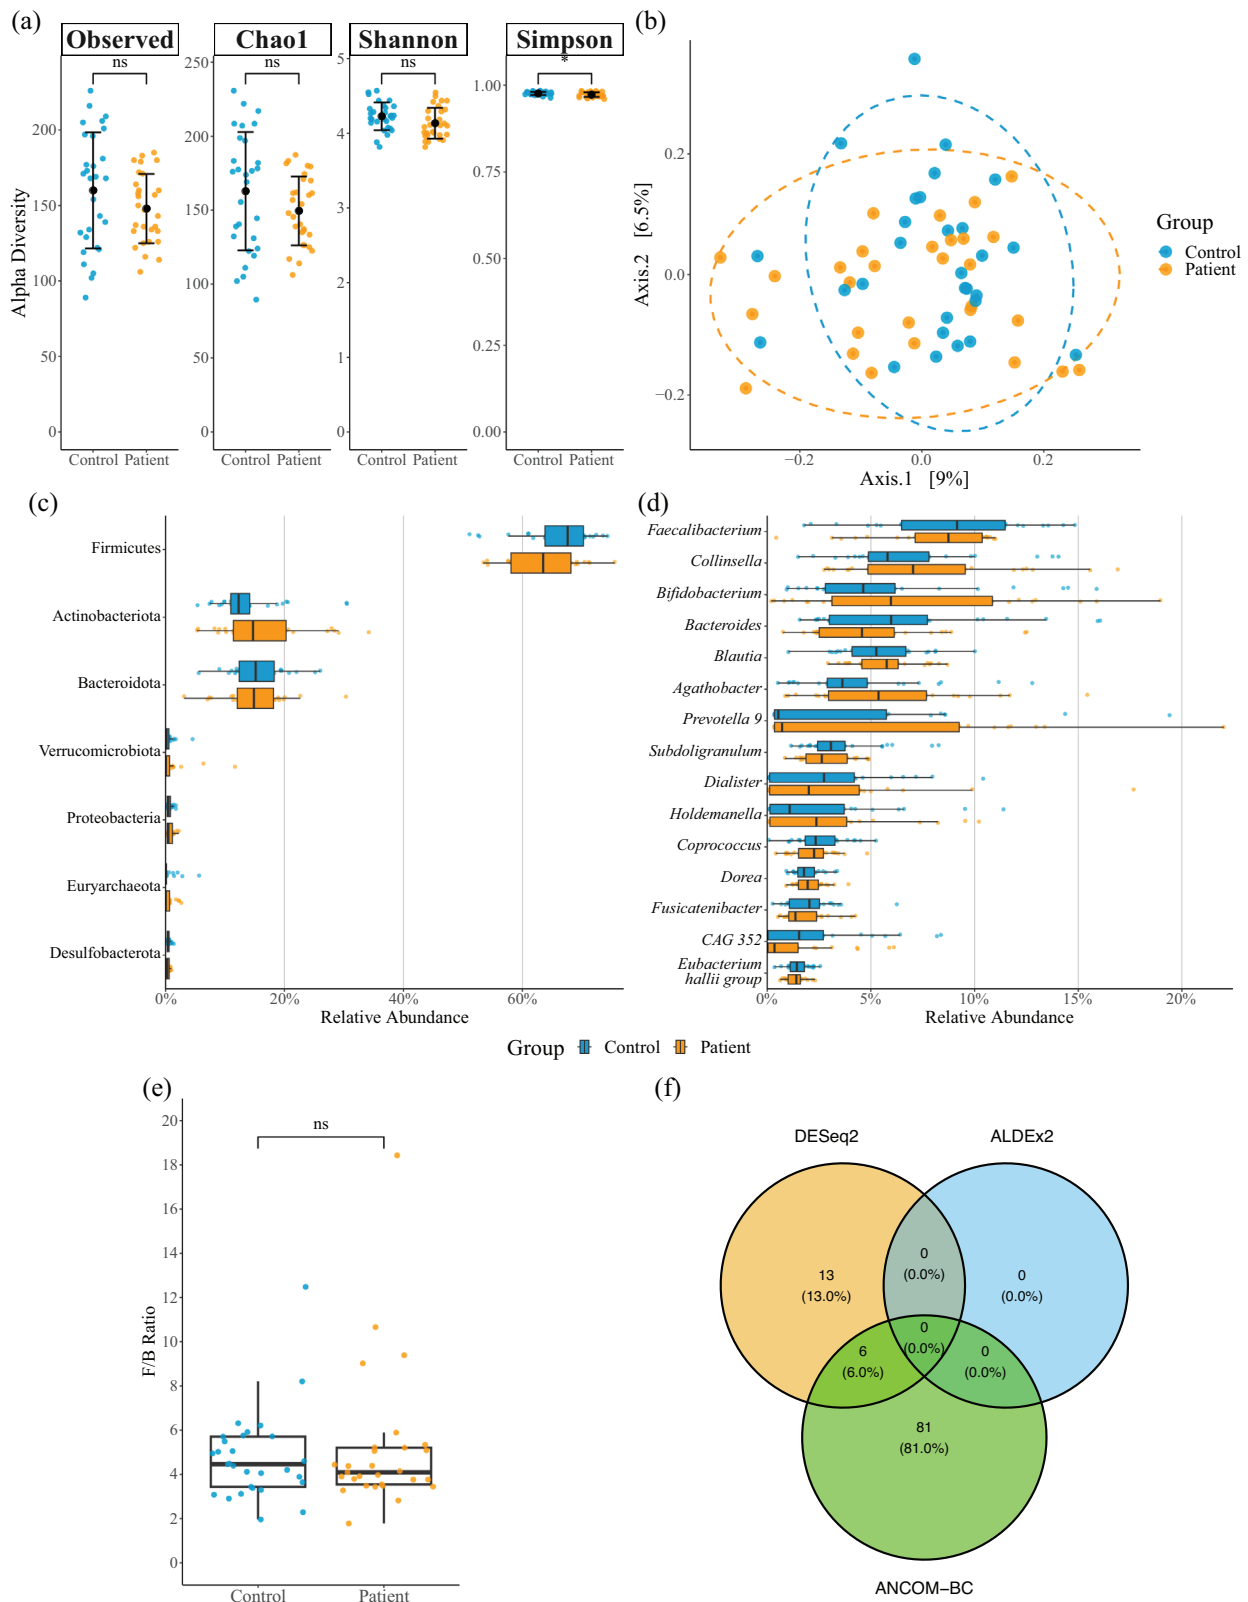 (a)
Observed
Chao1
Shannon
Simpson
ns
ns
ns
*
Alpha Diversity
200
150
100
50
0
250
200
150
100
50
0
5
4
3
2
1
0
1.00
0.75
0.50
0.25
0.00
Control Patient
Control Patient
Control Patient
Control Patient
(b)
Axis.2 [6.5%]
0.2
0.0
−0.2
−0.2
0.0
0.2
Axis.1 [9%]
Group
Control
Patient
(c)
Firmicutes
Actinobacteriota
Bacteroidota
Verrucomicrobiota
Proteobacteria
Euryarchaeota
Desulfobacterota
0%
20%
40%
60%
Relative Abundance
(d)
Faecalibacterium
Collinsella
Bifidobacterium
Bacteroides
Blautia
Agathobacter
Prevotella 9
Subdoligranulum
Dialister
Holdemanella
Coprococcus
Dorea
Fusicatenibacter
CAG 352
Eubacterium
hallii group
0%
5%
10%
15%
20%
Relative Abundance
Group Control Patient
(e)
F/B Ratio
20
18
16
14
12
10
8
6
4
2
0
ns
Control
Patient
(f)
DESeq2
ALDEx2
13
(13.0%)
0
(0.0%)
0
(0.0%)
0
(0.0%)
6
(6.0%)
0
(0.0%)
81
(81.0%)
ANCOM−BC